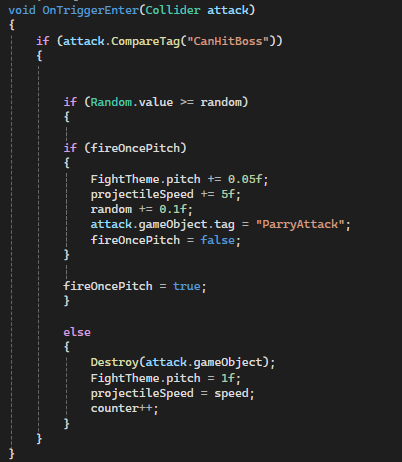 void OnTriggerEnter(Collider attack)
{
if (attack.CompareTag("CanHitBoss"))
{
if (Random.value >= random)
{
if (fireOncePitch)
{
FightTheme.pitch += 0.05f;
projectileSpeed += 5f;
random += 0.1f;
attack.gameObject.tag = "ParryAttack";
fireOncePitch = false;
}
fireOncePitch = true;
}
else
{
Destroy(attack.gameObject);
FightTheme.pitch = 1f;
projectileSpeed = speed;
counter++;
}
}
}